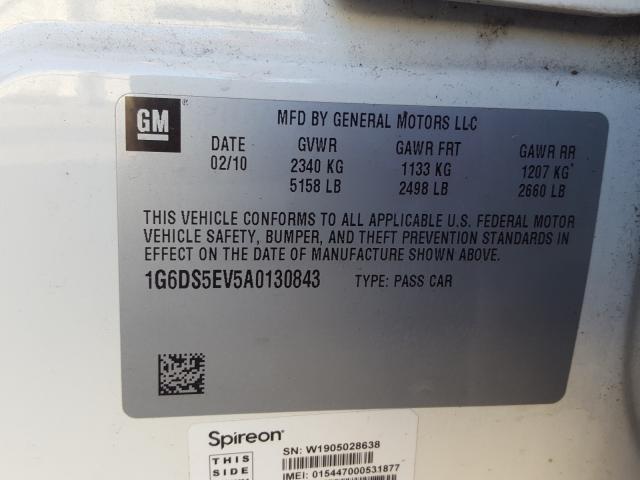 GM
MFD BY GENERAL MOTORS LLC
DATE GVWR GAWR FRT GAWR RR
02/10 2340 KG 1133 KG 1207 KG
5158 LB 2498 LB 2660 LB
THIS VEHICLE CONFORMS TO ALL APPLICABLE U.S. FEDERAL MOTOR
VEHICLE SAFETY, BUMPER, AND THEFT PREVENTION STANDARDS IN
EFFECT ON THE DATE OF MANUFACTURE SHOWN ABOVE.
1G6DS5EV5A0130843 TYPE: PASS CAR
Spireon
SN: W1905028638
THIS
SIDE
IMEI: 015447000531877